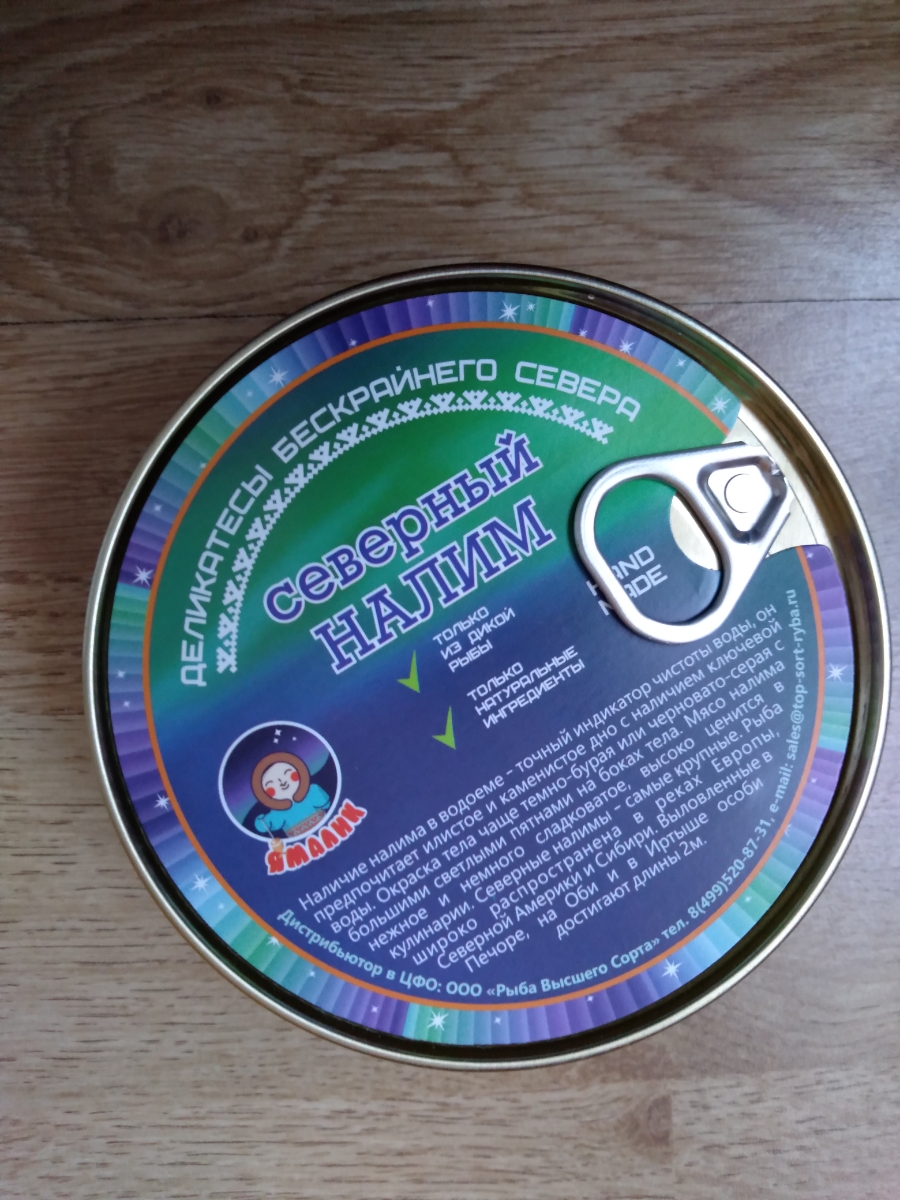 ДЕЛИКАТЕСЫ БЕСКРАЙНЕГО СЕВЕРА
северный
НАЛИМ
HAND
MADE
ТОЛЬКО
ИЗ ДИКОЙ
РЫБЫ
ТОЛЬКО
НАТУРАЛЬНЫЕ
ИНГРЕДИЕНТЫ
ЯМАЛИК
Наличие налима в водоеме – точный индикатор чистоты воды, он
предпочитает илистое и каменистое дно с наличием ключевой
воды. Окраска тела чаще темно-бурая или черновато-серая с
большими светлыми пятнами на боках тела. Мясо налима
нежное и немного сладковатое, высоко ценится в
кулинарии. Северные налимы – самые крупные. Рыба
широко распространена в реках Европы,
Северной Америки и Сибири. Выловленные в
Печоре, на Оби и в Иртыше особи
достигают длины 2м.
Дистрибьютор в ЦФО: ООО «Рыба Высшего Сорта» тел. 8(499)520-87-31, e-mail: sales@top-sort-ryba.ru